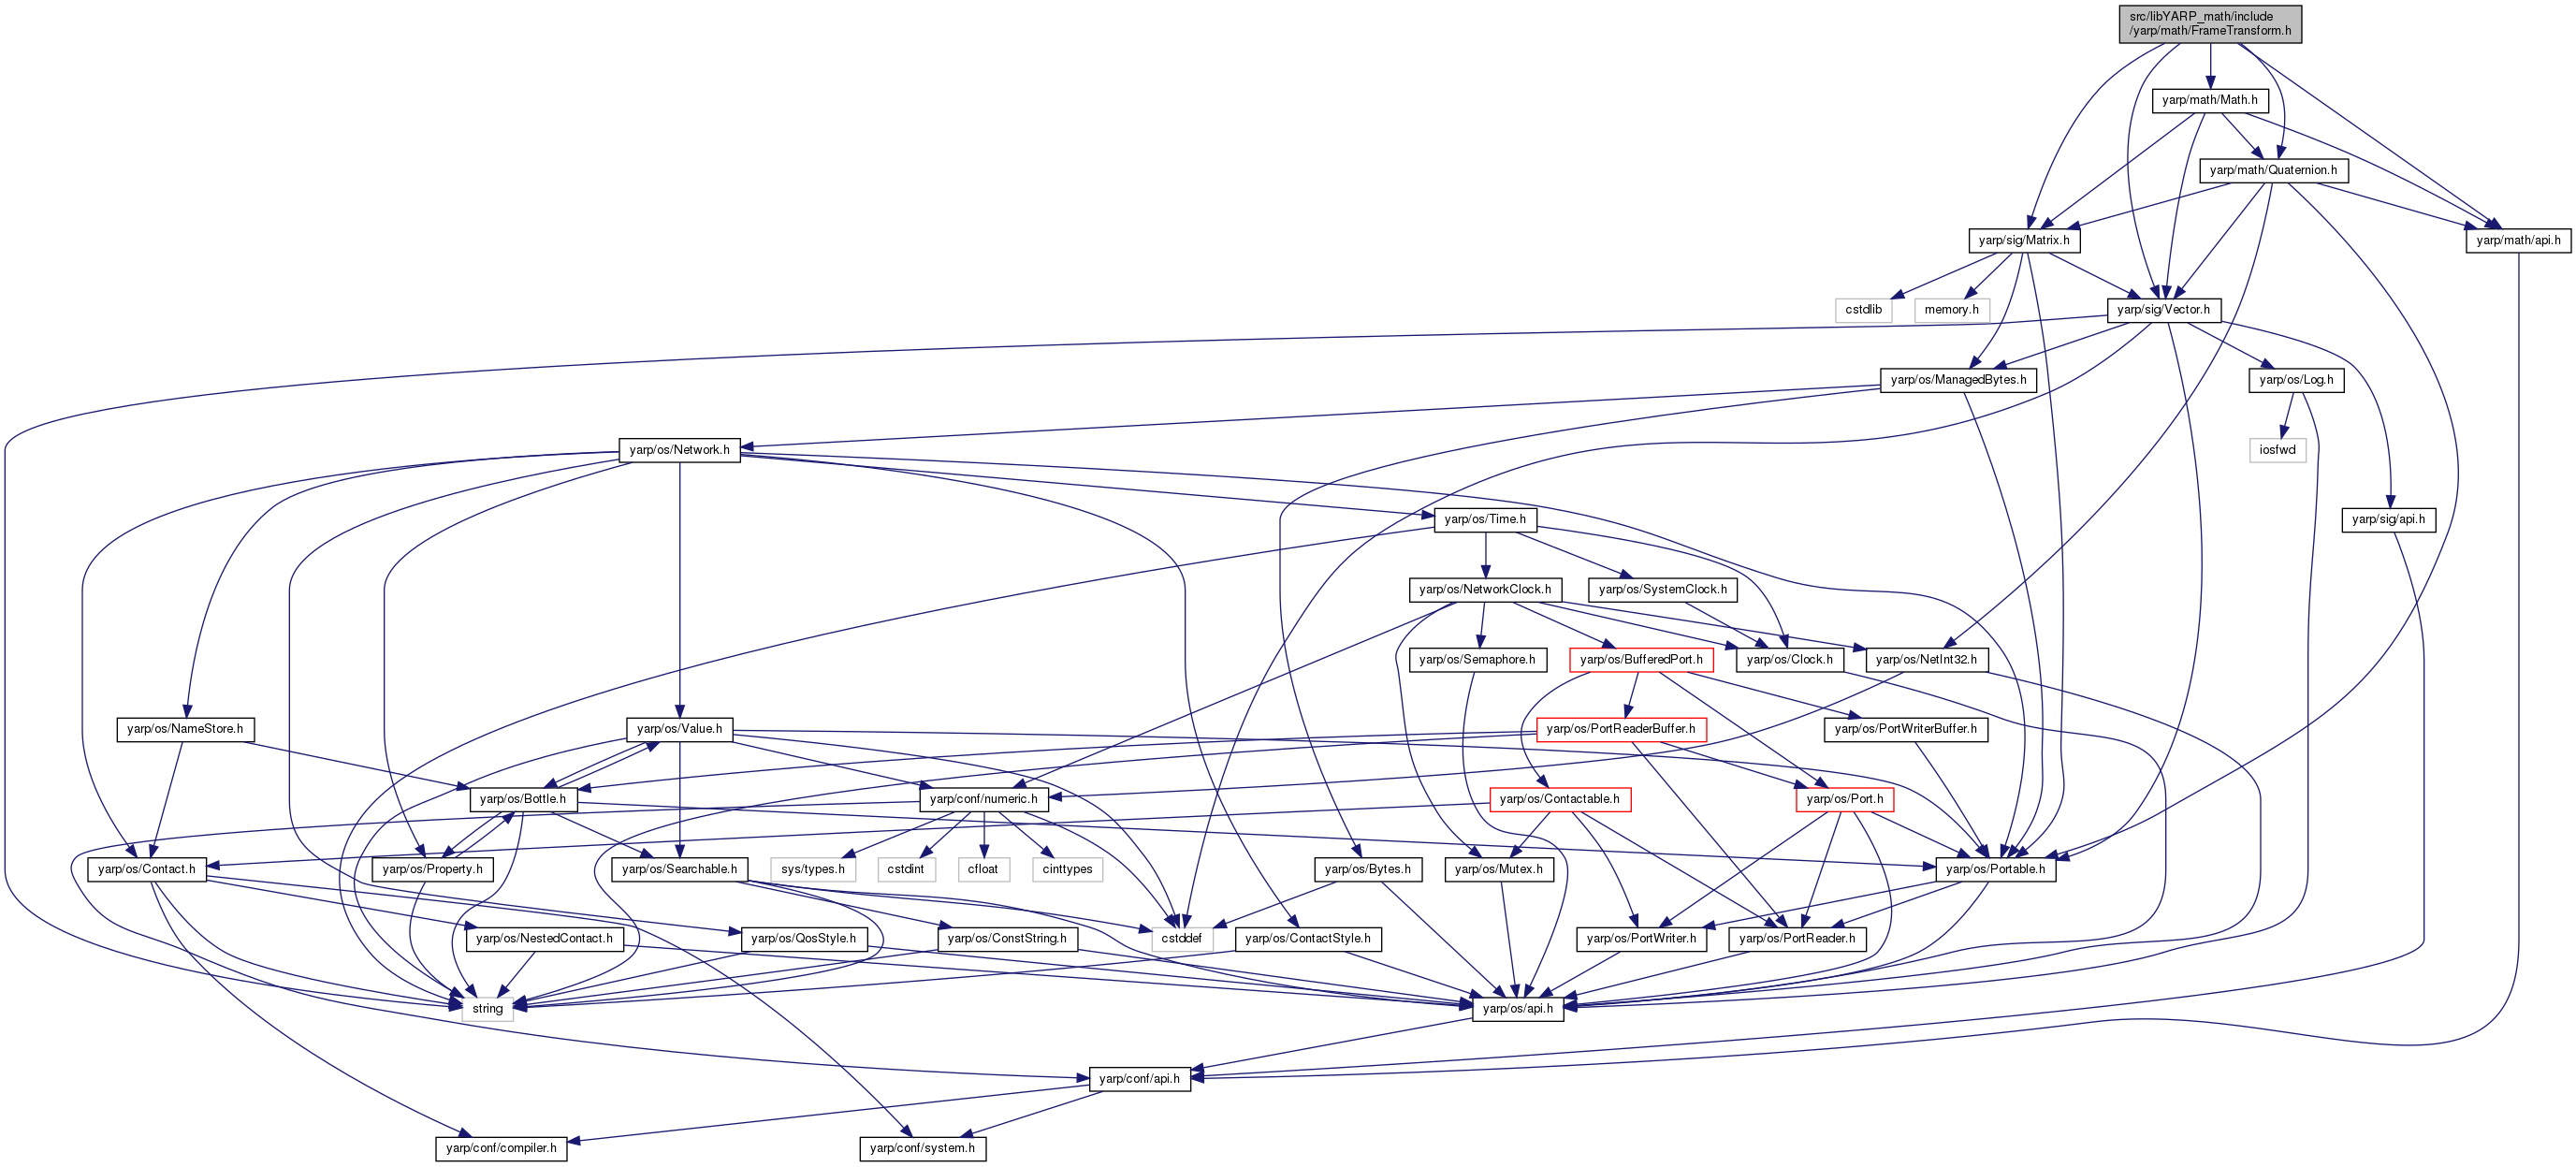 src/libYARP_math/include
/yarp/math/FrameTransform.h
yarp/math/Math.h
yarp/math/Quaternion.h
yarp/sig/Matrix.h
yarp/math/api.h
cstdlib
memory.h
yarp/sig/Vector.h
yarp/os/ManagedBytes.h
yarp/os/Log.h
yarp/os/Network.h
iosfwd
yarp/os/Time.h
yarp/sig/api.h
yarp/os/NetworkClock.h
yarp/os/SystemClock.h
yarp/os/Semaphore.h
yarp/os/BufferedPort.h
yarp/os/Clock.h
yarp/os/NetInt32.h
yarp/os/NameStore.h
yarp/os/Value.h
yarp/os/PortReaderBuffer.h
yarp/os/PortWriterBuffer.h
yarp/os/Bottle.h
yarp/conf/numeric.h
yarp/os/Contactable.h
yarp/os/Port.h
yarp/os/Contact.h
yarp/os/Property.h
yarp/os/Searchable.h
sys/types.h
cstdint
cfloat
cinttypes
yarp/os/Bytes.h
yarp/os/Mutex.h
yarp/os/Portable.h
yarp/os/NestedContact.h
yarp/os/QosStyle.h
yarp/os/ConstString.h
cstddef
yarp/os/ContactStyle.h
yarp/os/PortWriter.h
yarp/os/PortReader.h
string
yarp/os/api.h
yarp/conf/api.h
yarp/conf/compiler.h
yarp/conf/system.h